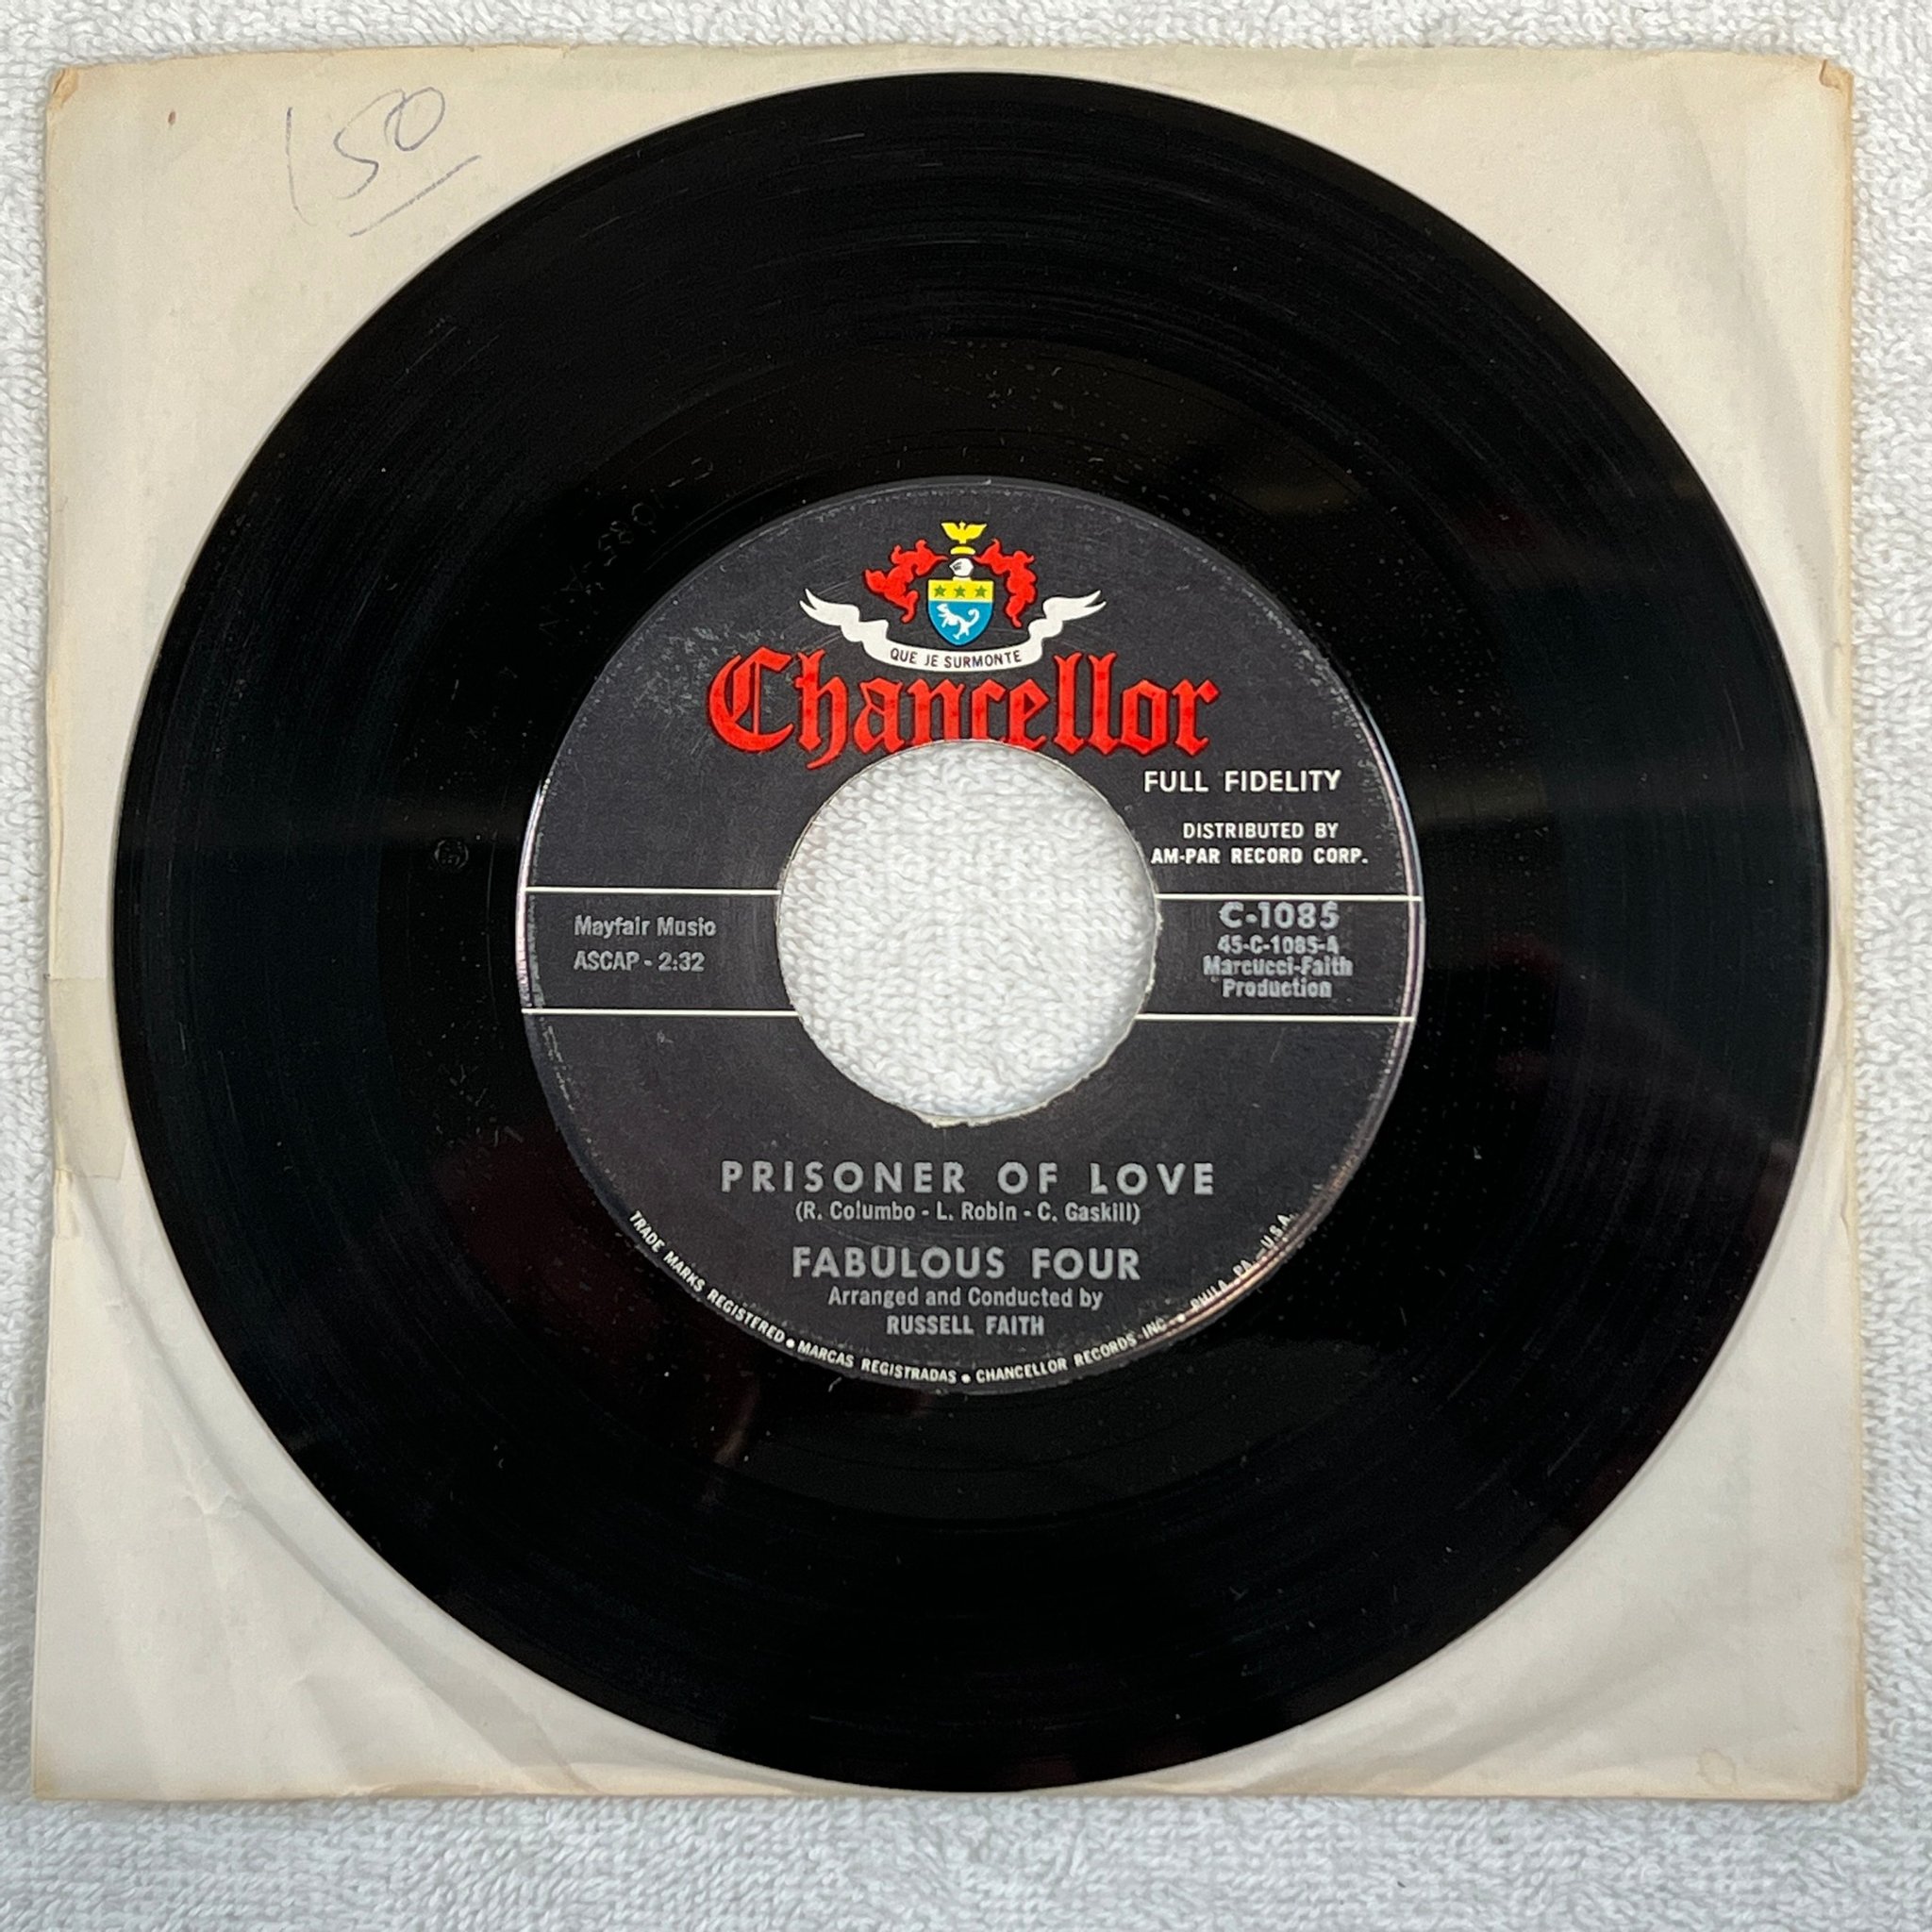 150
C-1085
QUE JE SURMONTE
Chancellor
FULL FIDELITY
DISTRIBUTED BY
AM-PAR RECORD CORP.
Mayfair Music
ASCAP - 2:32
C-1085
45-C-1085-A
Marcucci-Faith
Production
PRISONER OF LOVE
(R. Columbo - L. Robin - C. Gaskill)
FABULOUS FOUR
Arranged and Conducted by
RUSSELL FAITH
TRADE MARKS REGISTERED • MARCAS REGISTRADAS • CHANCELLOR RECORDS INC. • PHILA. PA. - U.S.A.